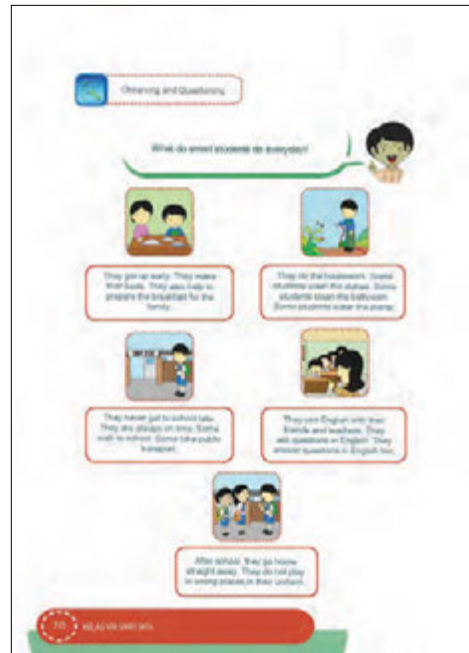 Observing and Questioning
What do smart students do everyday?
They get up early. They make
their beds. They also help to
prepare the breakfast for the
family.
They do the housework. Some
students wash the dishes. Some
students clean the bathroom.
Some students water the plants.
They never get to school late.
They are always on time. Some
walk to school. Some take public
transport.
They use English with their
friends and teachers. They
ask questions in English. They
answer questions in English too.
After school, they go home
straight away. They do not play
in wrong places in their uniform.
KELAS VIII SMP/MTs